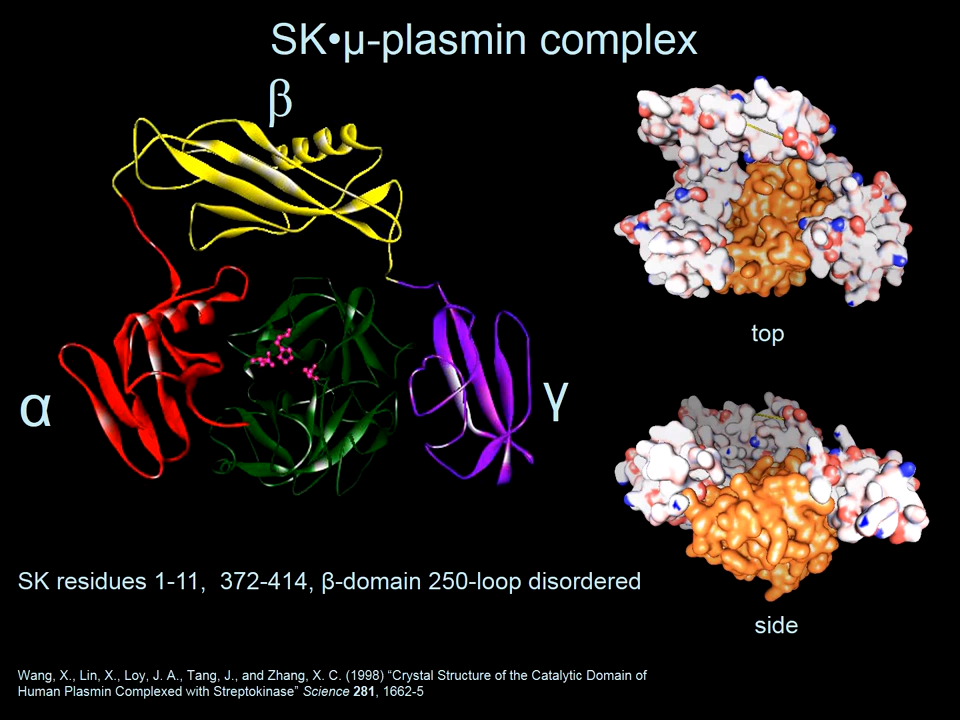 SK•μ-plasmin complex
β
α
γ
top
side
SK residues 1-11,  372-414, β-domain 250-loop disordered
Wang, X., Lin, X., Loy, J. A., Tang, J., and Zhang, X. C. (1998) “Crystal Structure of the Catalytic Domain of
Human Plasmin Complexed with Streptokinase” Science 281, 1662-5